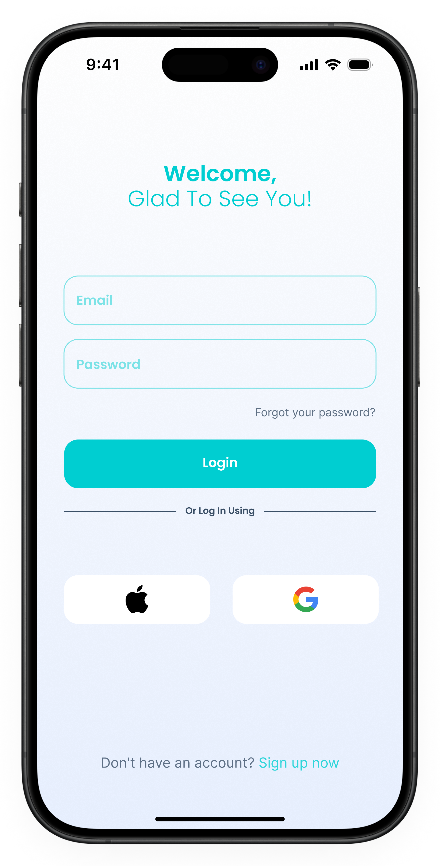 9:41
Welcome,
Glad To See You!
Email
Password
Forgot your password?
Login
Or Log In Using
Don't have an account? Sign up now